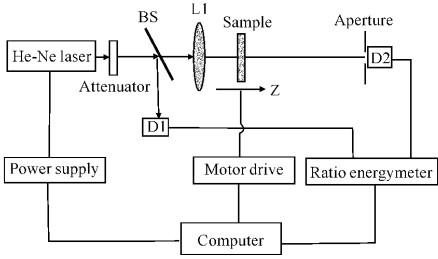 BS
L1
Sample
Aperture
He-Ne laser
Attenuator
D2
Z
D1
Power supply
Motor drive
Ratio energymeter
Computer